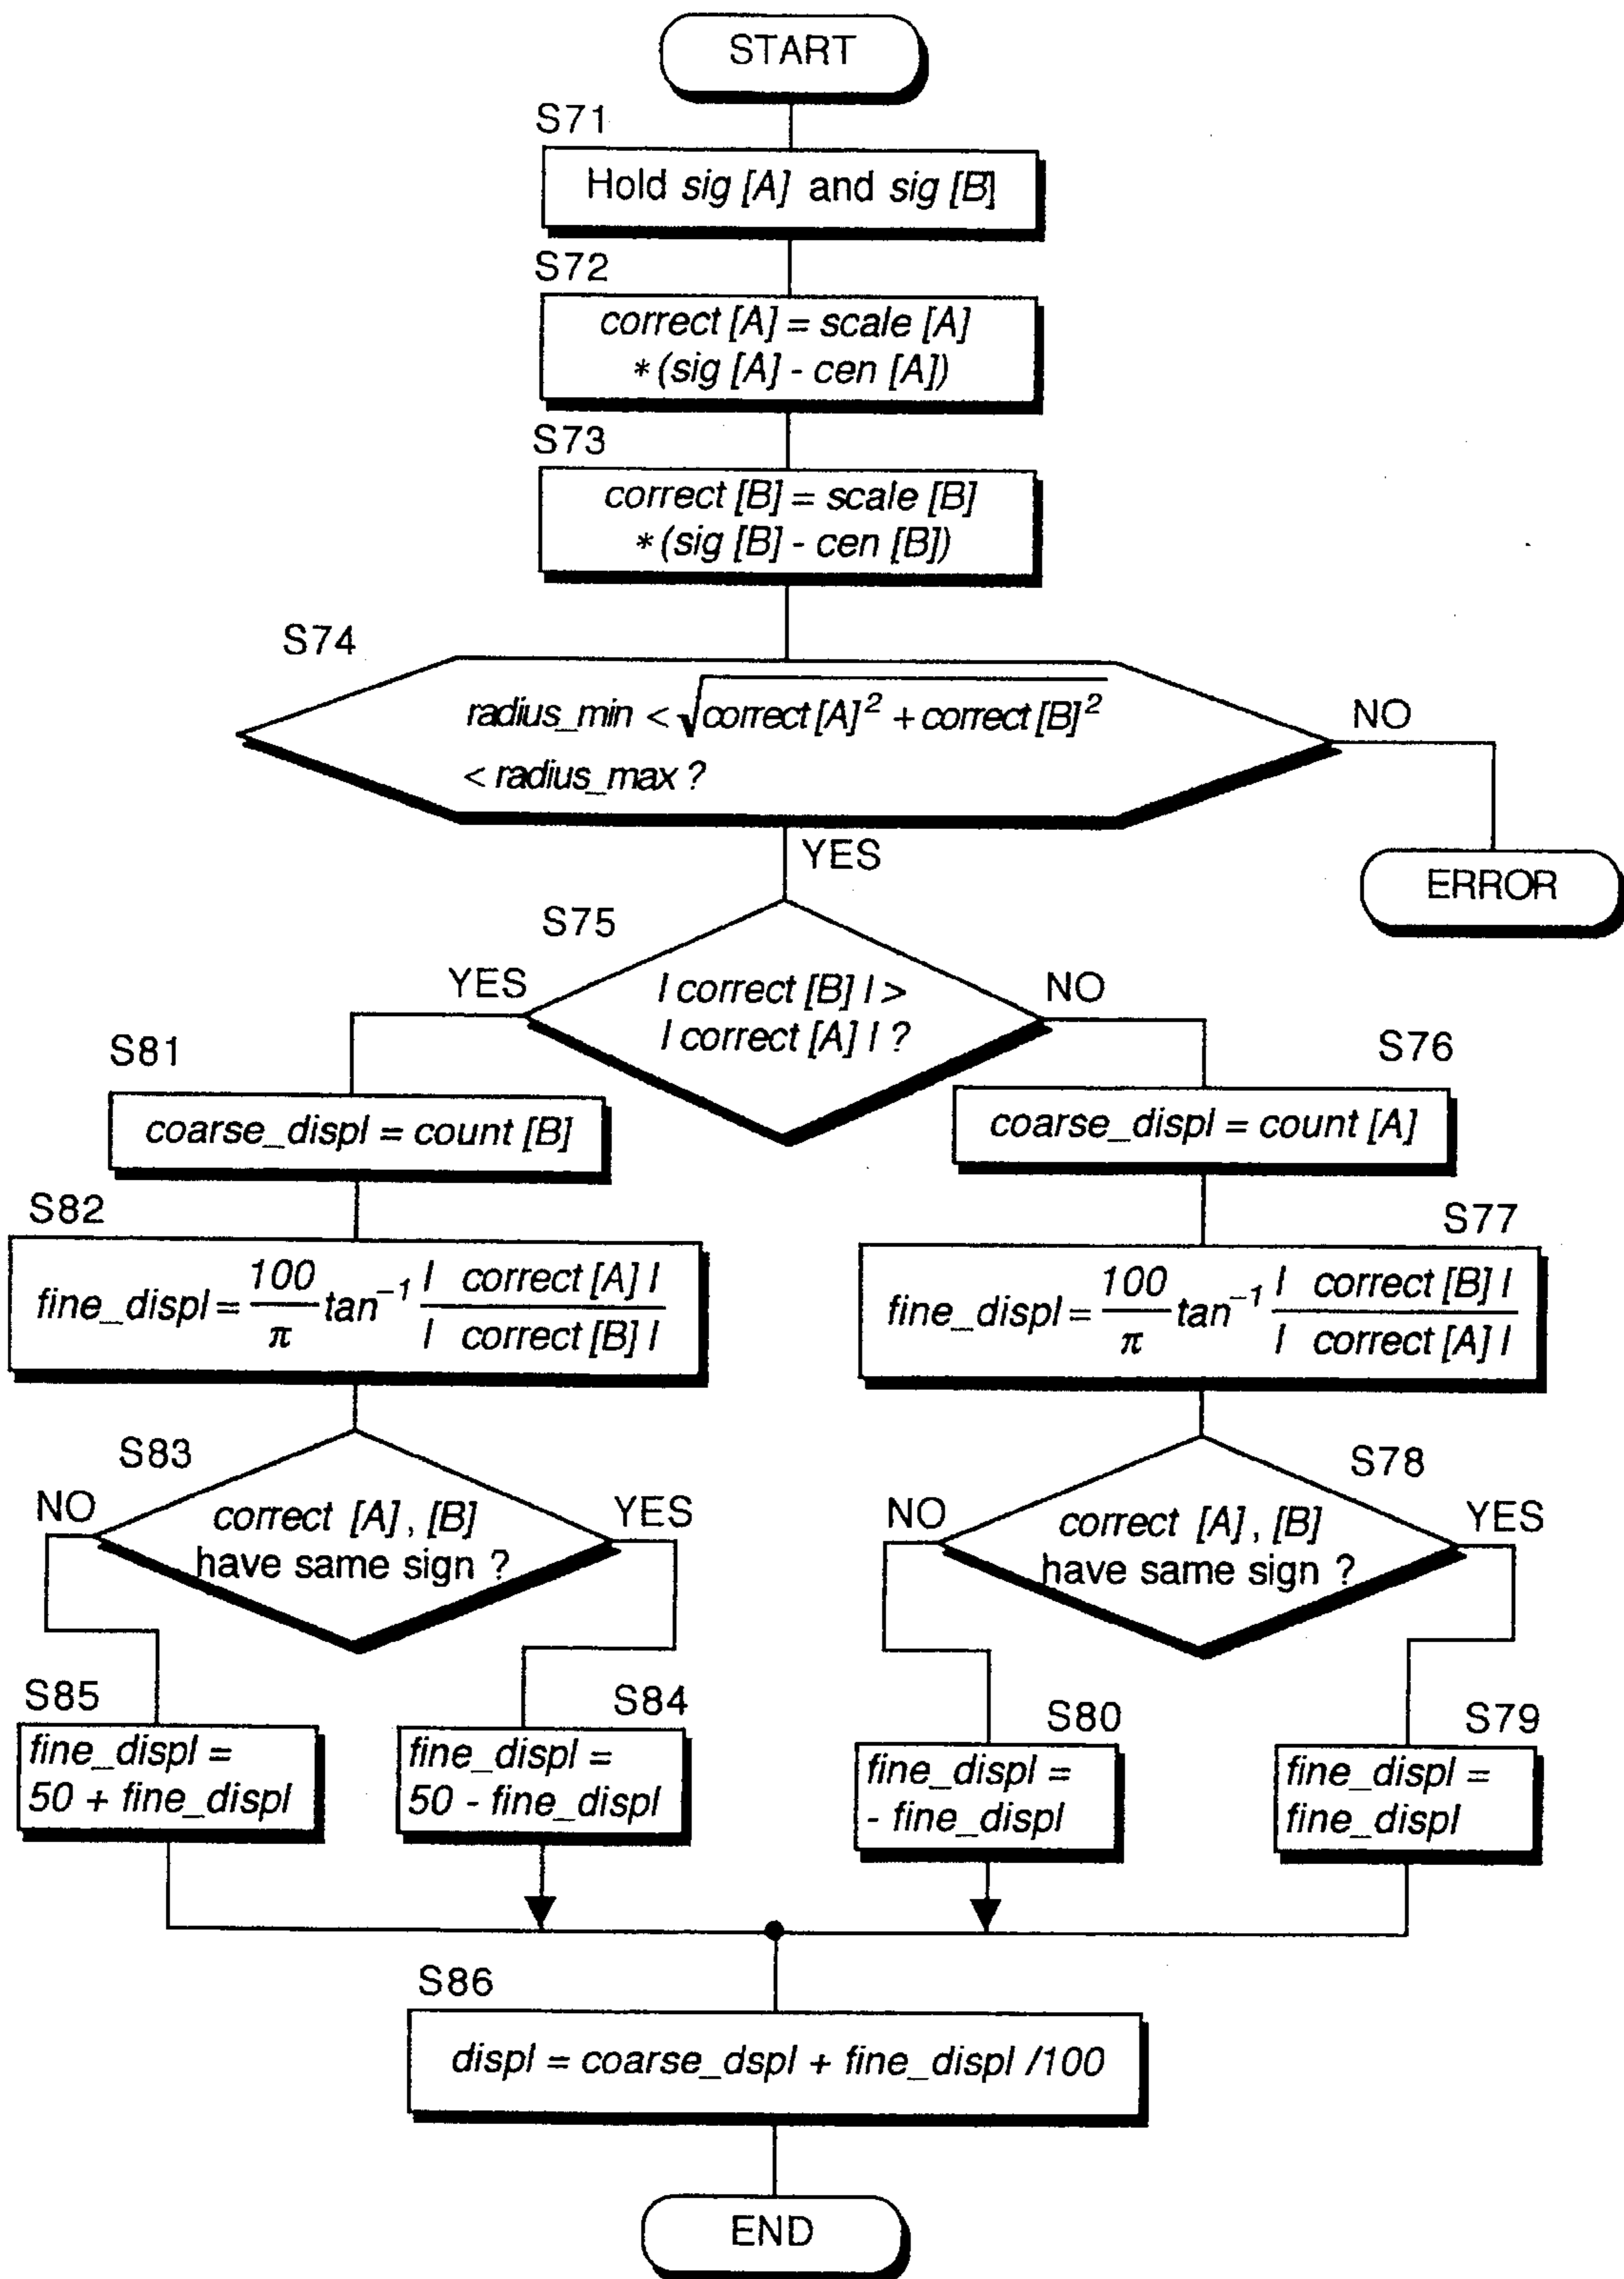 START
S71
Hold sig [A] and sig [B]
S72
correct [A] = scale [A]
* (sig [A] - cen [A])
S73
correct [B] = scale [B]
* (sig [B] - cen [B])
S74
radius_min < √correct [A]² + correct [B]²
< radius_max ?
NO
YES
ERROR
S75
YES
| correct [B] | >
| correct [A] | ?
NO
S81
coarse_displ = count [B]
S76
coarse_displ = count [A]
S82
fine_displ = 100/π tan⁻¹ | correct [A] | / | correct [B] |
S77
fine_displ = 100/π tan⁻¹ | correct [B] | / | correct [A] |
S83
NO
correct [A] , [B]
have same sign ?
YES
S78
NO
correct [A] , [B]
have same sign ?
YES
S85
fine_displ =
50 + fine_displ
S84
fine_displ =
50 - fine_displ
S80
fine_displ =
- fine_displ
S79
fine_displ =
fine_displ
S86
displ = coarse_dspl + fine_displ /100
END